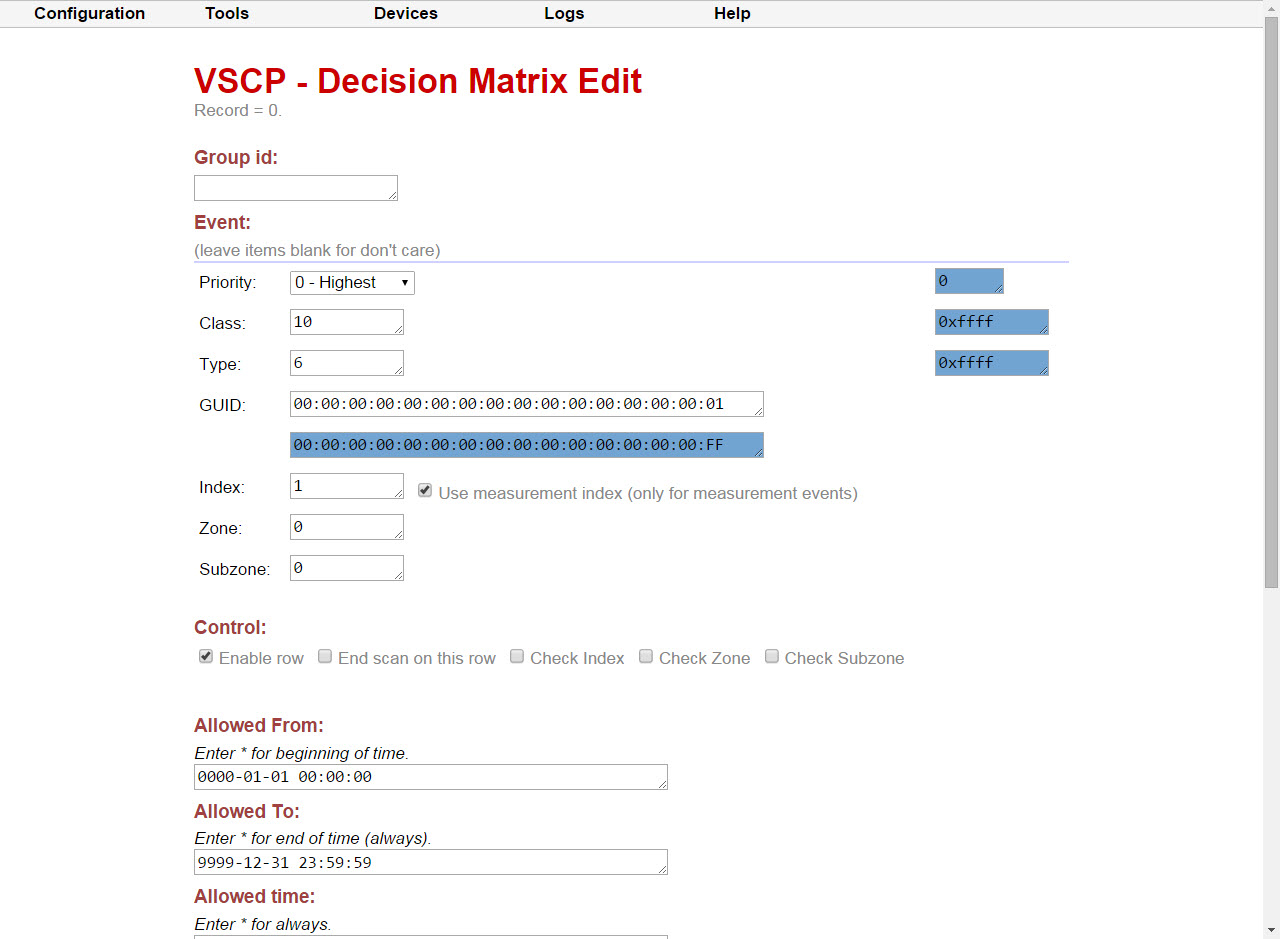 Configuration Tools Devices Logs Help
VSCP - Decision Matrix Edit
Record = 0.
Group id:
Event:
(leave items blank for don't care)
Priority: 0 - Highest 0
Class: 10 0xffff
Type: 6 0xffff
GUID: 00:00:00:00:00:00:00:00:00:00:00:00:00:00:00:01
00:00:00:00:00:00:00:00:00:00:00:00:00:00:00:FF
Index: 1 Use measurement index (only for measurement events)
Zone: 0
Subzone: 0
Control:
Enable row End scan on this row Check Index Check Zone Check Subzone
Allowed From:
Enter * for beginning of time.
0000-01-01 00:00:00
Allowed To:
Enter * for end of time (always).
9999-12-31 23:59:59
Allowed time:
Enter * for always.